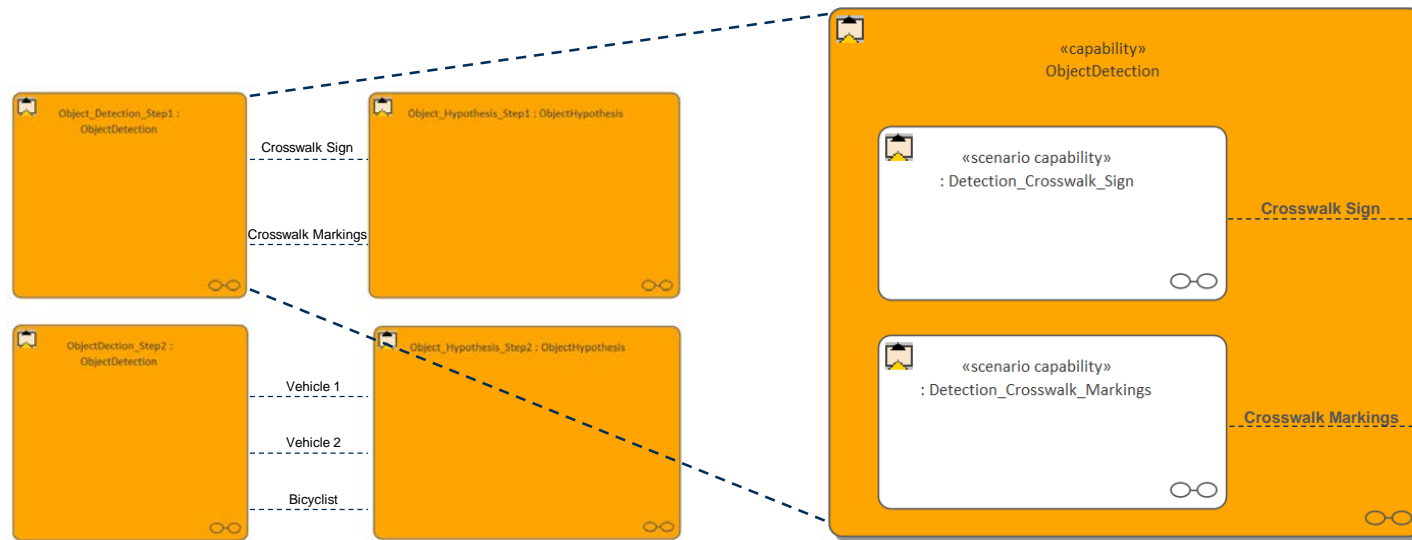 Object_Detection_Step1 :
ObjectDetection
Crosswalk Sign
Crosswalk Markings
Object_Hypothesis_Step1 : ObjectHypothesis
ObjectDection_Step2 :
ObjectDetection
Vehicle 1
Vehicle 2
Bicyclist
Object_Hypothesis_Step2 : ObjectHypothesis
«capability»
ObjectDetection
«scenario capability»
: Detection_Crosswalk_Sign
Crosswalk Sign
«scenario capability»
: Detection_Crosswalk_Markings
Crosswalk Markings